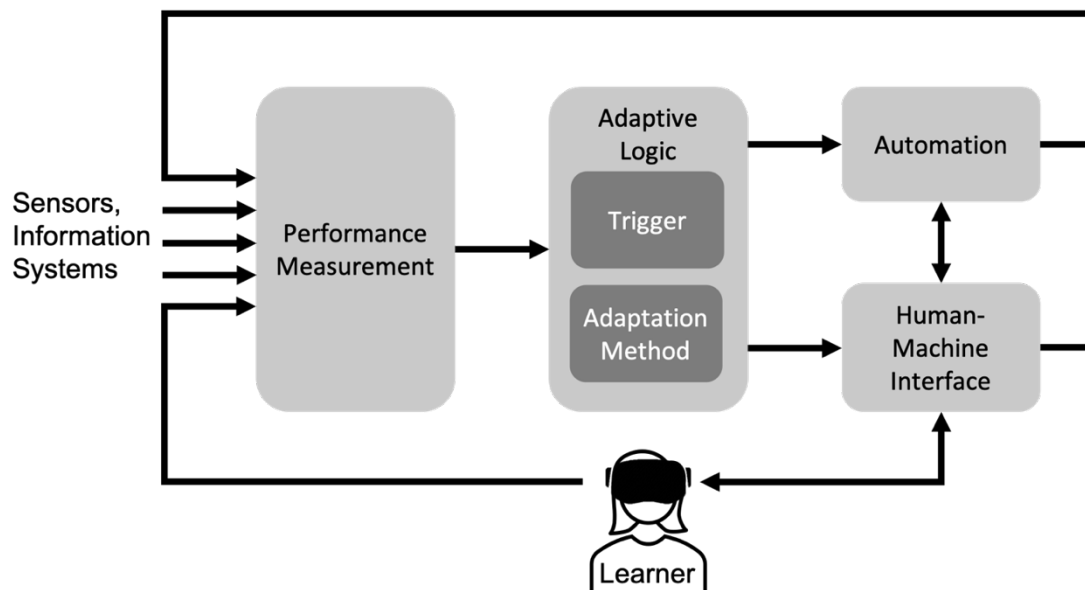 Sensors,
Information
Systems
Performance
Measurement
Adaptive
Logic
Trigger
Adaptation
Method
Automation
Human-
Machine
Interface
Learner